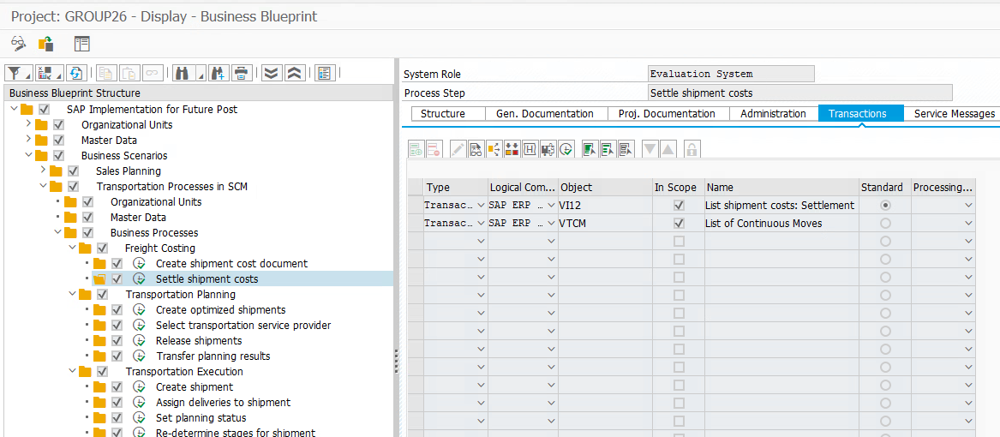 Project: GROUP26 - Display - Business Blueprint
Business Blueprint Structure
SAP Implementation for Future Post
Organizational Units
Master Data
Business Scenarios
Sales Planning
Transportation Processes in SCM
Organizational Units
Master Data
Business Processes
Freight Costing
Create shipment cost document
Settle shipment costs
Transportation Planning
Create optimized shipments
Select transportation service provider
Release shipments
Transfer planning results
Transportation Execution
Create shipment
Assign deliveries to shipment
Set planning status
Re-determine stages for shipment
System Role Evaluation System
Process Step Settle shipment costs
Structure Gen. Documentation Proj. Documentation Administration Transactions Service Messages
Type Logical Com... Object In Scope Name Standard Processing...
Transac... SAP ERP ... VI12 List shipment costs: Settlement
Transac... SAP ERP ... VTCM List of Continuous Moves